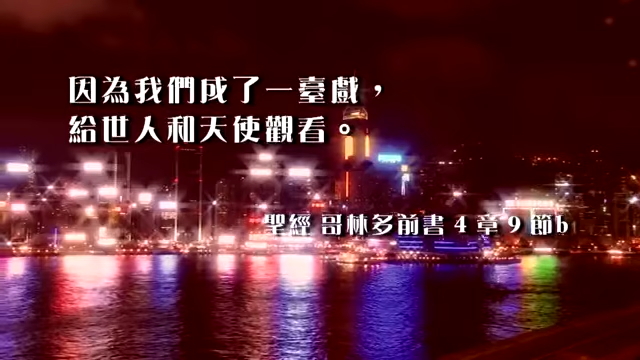 因為我們成了一臺戲，
給世人和天使觀看。
聖經 哥林多前書 4 章 9 節b